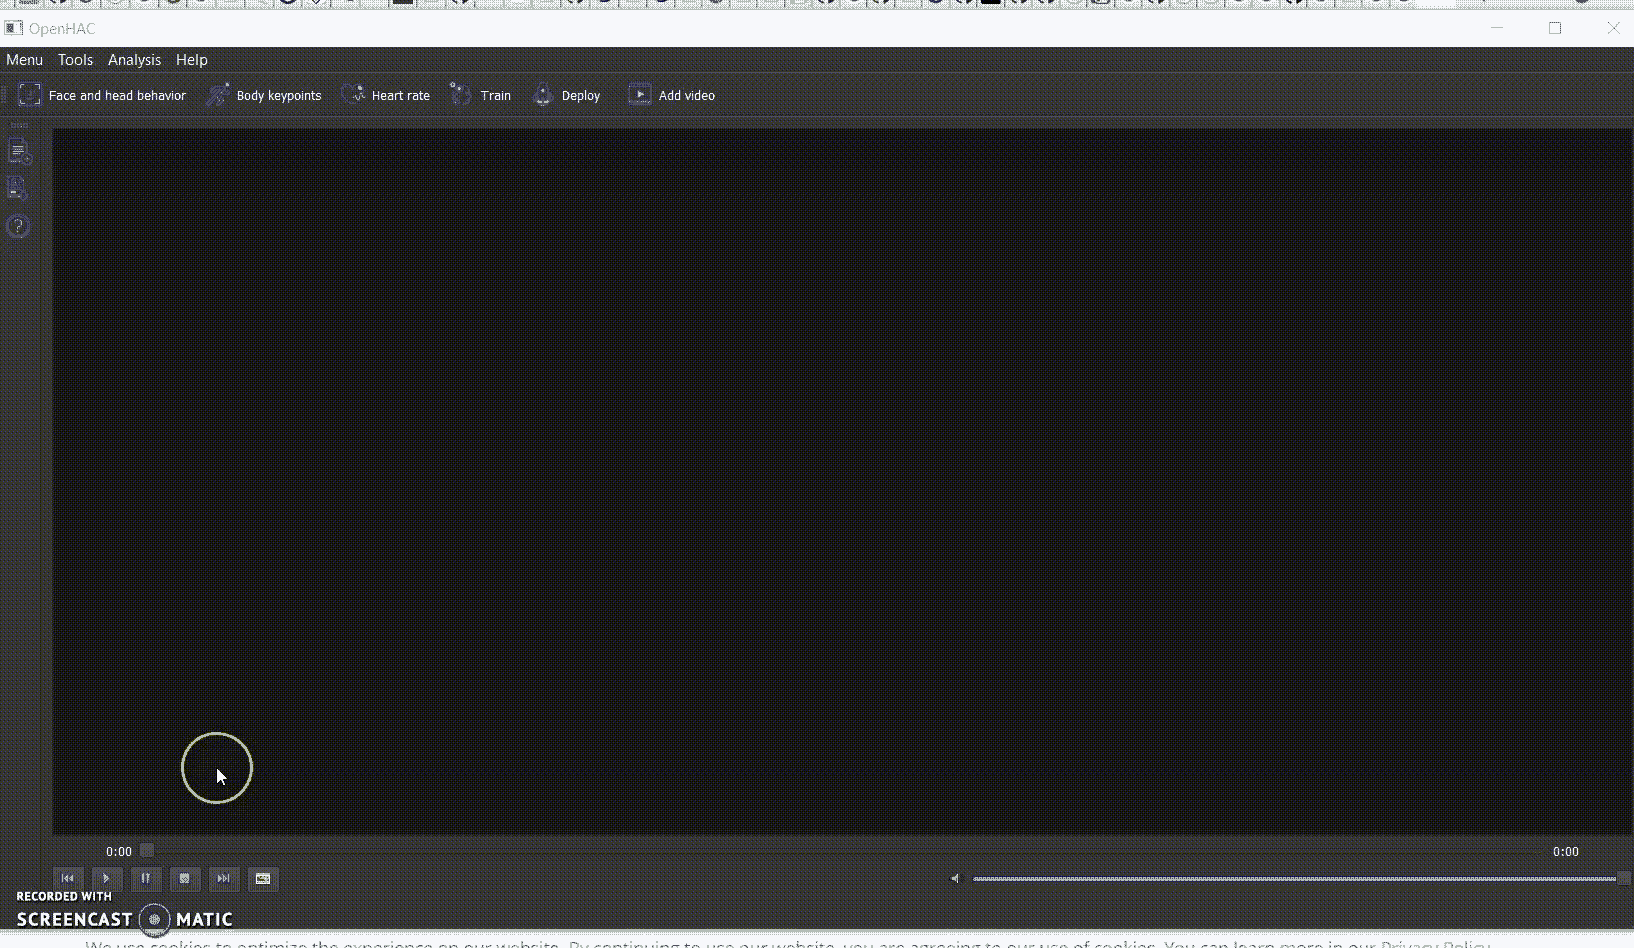 OpenHAC
Menu Tools Analysis Help
Face and head behavior Body keypoints Heart rate Train Deploy Add video
0:00 0:00
RECORDED WITH
SCREENCAST MATIC
We use cookies to optimize the experience on our website. By continuing to use our website, you are agreeing to our use of cookies. You can learn more in our Privacy Policy